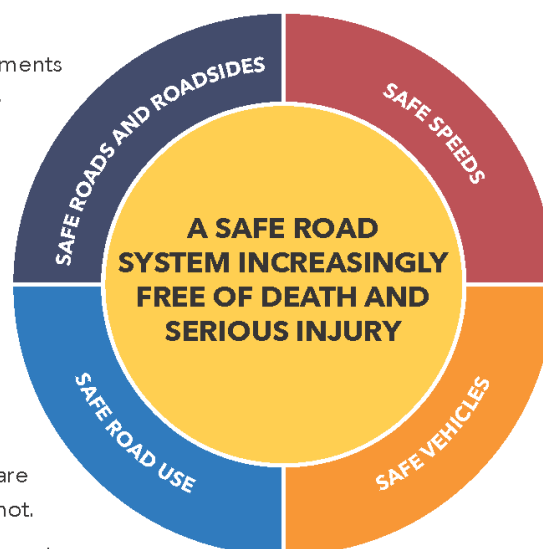 ments
SAFE ROADS AND ROADSIDES
SAFE SPEEDS
A SAFE ROAD
SYSTEM INCREASINGLY
FREE OF DEATH AND
SERIOUS INJURY
SAFE ROAD USE
SAFE VEHICLES
are
not.